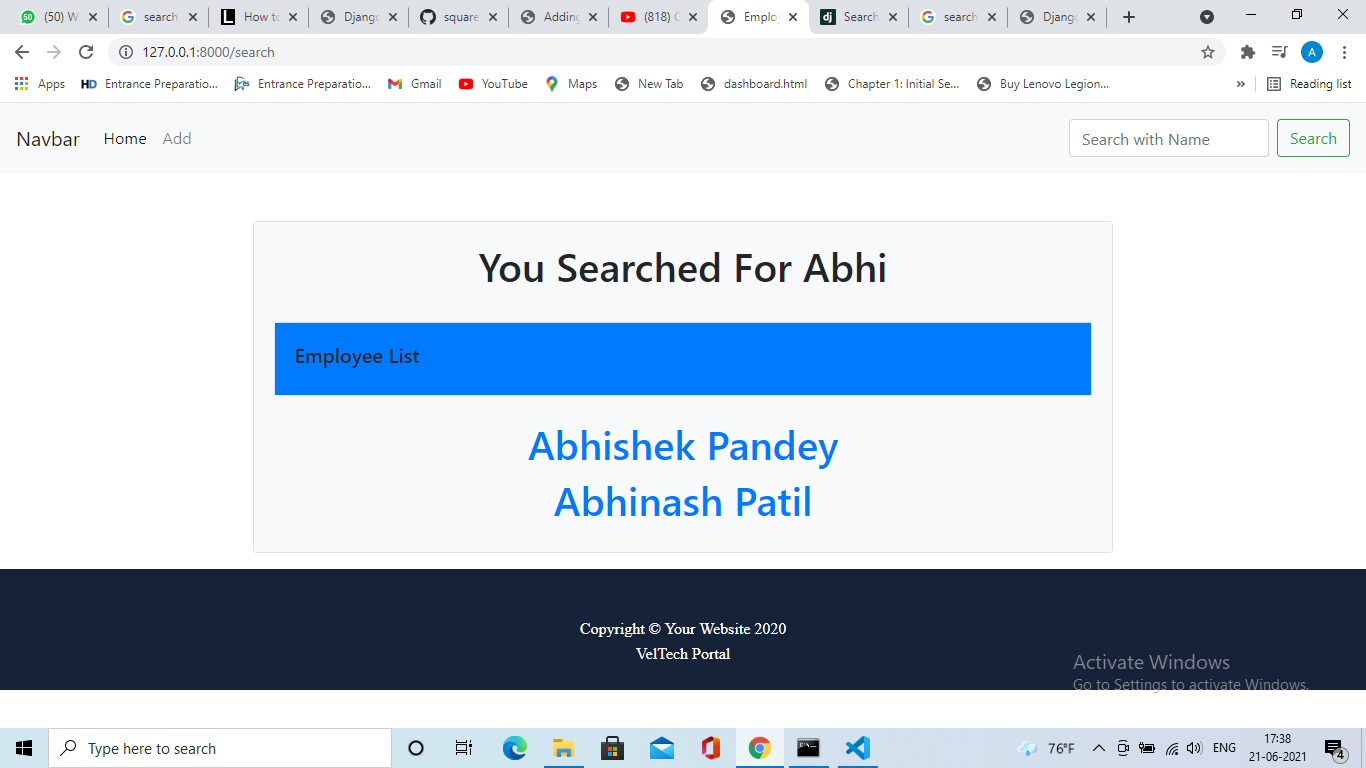 (50) W
search
How to
Django
square
Adding
(818) C
Emplo
Search
search
Django
127.0.0.1:8000/search
Apps
HD Entrance Preparatio...
Entrance Preparatio...
Gmail
YouTube
Maps
New Tab
dashboard.html
Chapter 1: Initial Se...
Buy Lenovo Legion...
»
Reading list
Navbar Home Add
Search with Name Search
You Searched For Abhi
Employee List
Abhishek Pandey
Abhinash Patil
Copyright © Your Website 2020
VelTech Portal
Activate Windows
Go to Settings to activate Windows.
Type here to search
76°F
ENG
17:38
21-06-2021
4